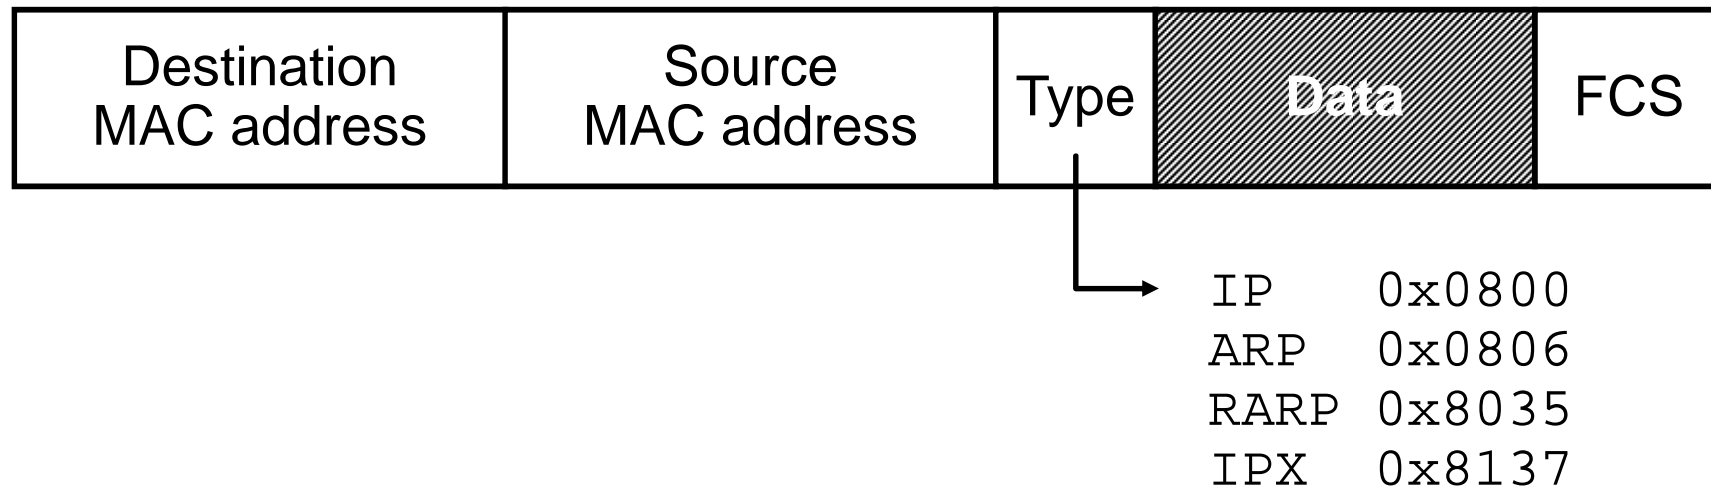 Destination
MAC address
Source
MAC address
Type
Data
FCS
IP 0x0800
ARP 0x0806
RARP 0x8035
IPX 0x8137